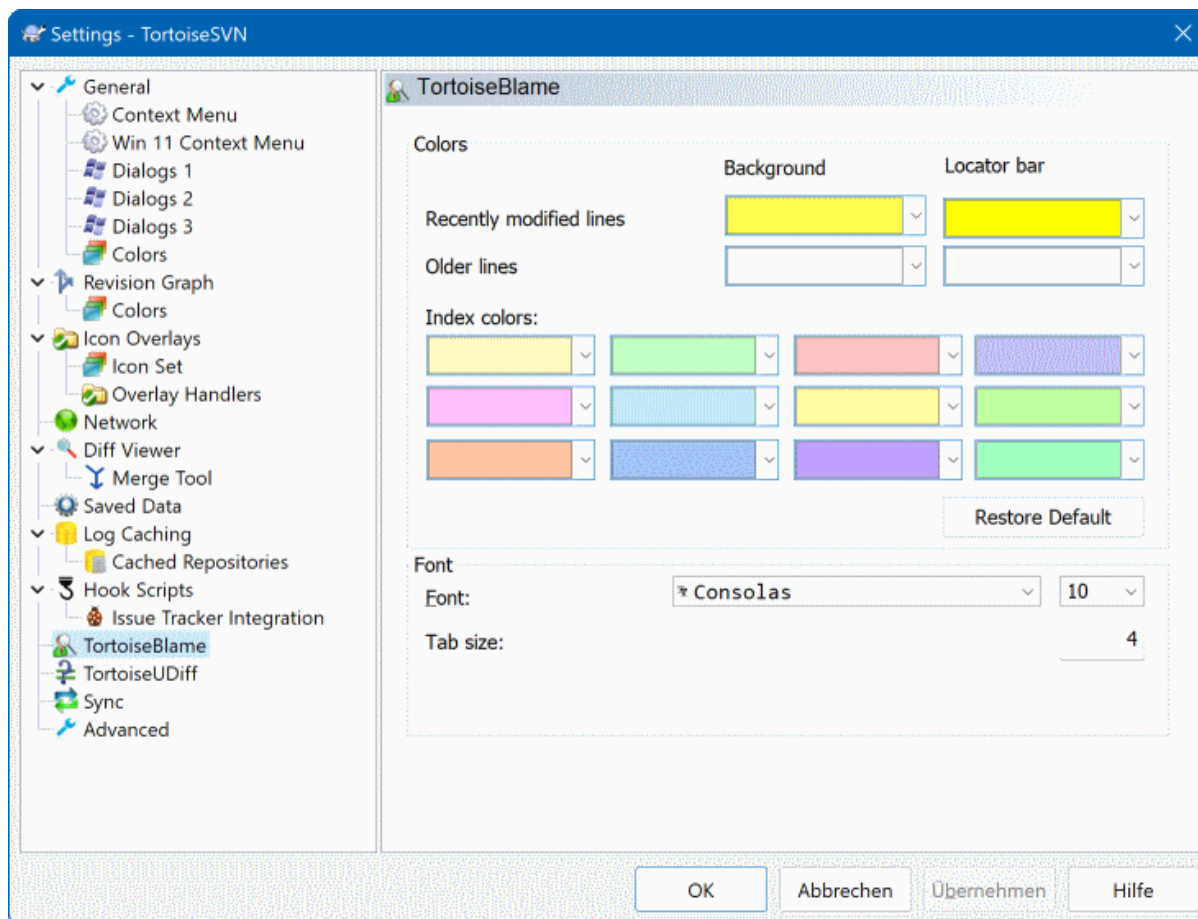 Settings - TortoiseSVN
General
Context Menu
Win 11 Context Menu
Dialogs 1
Dialogs 2
Dialogs 3
Colors
Revision Graph
Colors
Icon Overlays
Icon Set
Overlay Handlers
Network
Diff Viewer
Merge Tool
Saved Data
Log Caching
Cached Repositories
Hook Scripts
Issue Tracker Integration
TortoiseBlame
TortoiseUDiff
Sync
Advanced
TortoiseBlame
Colors
Background Locator bar
Recently modified lines
Older lines
Index colors:
Restore Default
Font
Font: Consolas 10
Tab size: 4
OK Abbrechen Übernehmen Hilfe